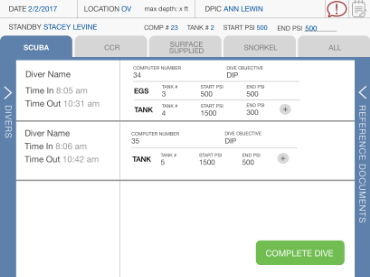 DATE 2/2/2017 LOCATION OV max depth: x ft DPIC ANN LEWIN
STANDBY STACEY LEVINE COMP # 23 TANK # 2 START PSI 500 END PSI 500
SCUBA CCR SURFACE SUPPLIED SNORKEL ALL
DIVERS
REFERENCE DOCUMENTS
Diver Name
Time In 8:05 am
Time Out 10:31 am
COMPUTER NUMBER DIVE OBJECTIVE
34 DIP
EGS TANK # 3 START PSI 500 END PSI 500
TANK TANK # 4 START PSI 1500 END PSI 300 +
Diver Name
Time In 8:06 am
Time Out 10:42 am
COMPUTER NUMBER DIVE OBJECTIVE
35 DIP
TANK TANK # 5 START PSI 1500 END PSI 500 +
COMPLETE DIVE